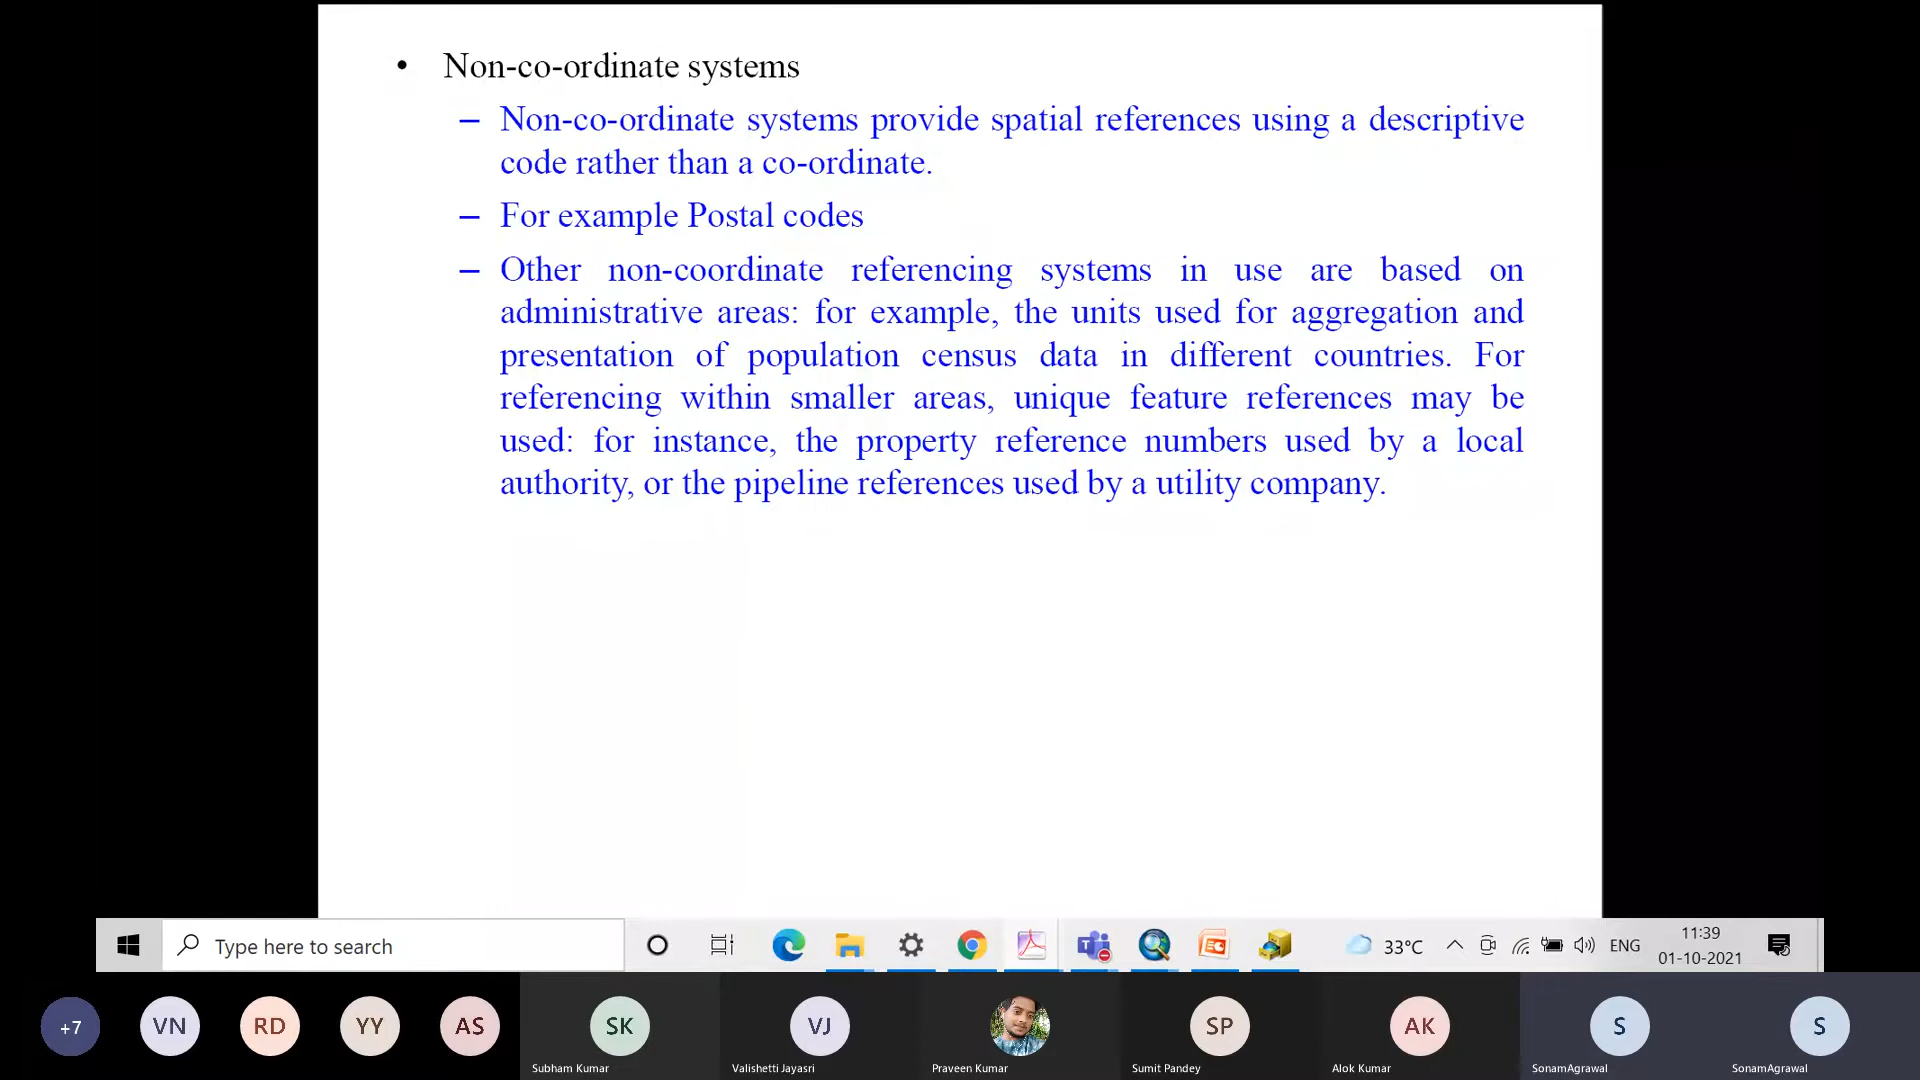 • Non-co-ordinate systems
– Non-co-ordinate systems provide spatial references using a descriptive
code rather than a co-ordinate.
– For example Postal codes
– Other non-coordinate referencing systems in use are based on
administrative areas: for example, the units used for aggregation and
presentation of population census data in different countries. For
referencing within smaller areas, unique feature references may be
used: for instance, the property reference numbers used by a local
authority, or the pipeline references used by a utility company.
Type here to search
33°C
ENG
11:39
01-10-2021
+7
VN
RD
YY
AS
SK
VJ
SP
AK
S
S
Subham Kumar
Valishetti Jayasri
Praveen Kumar
Sumit Pandey
Alok Kumar
SonamAgrawal
SonamAgrawal